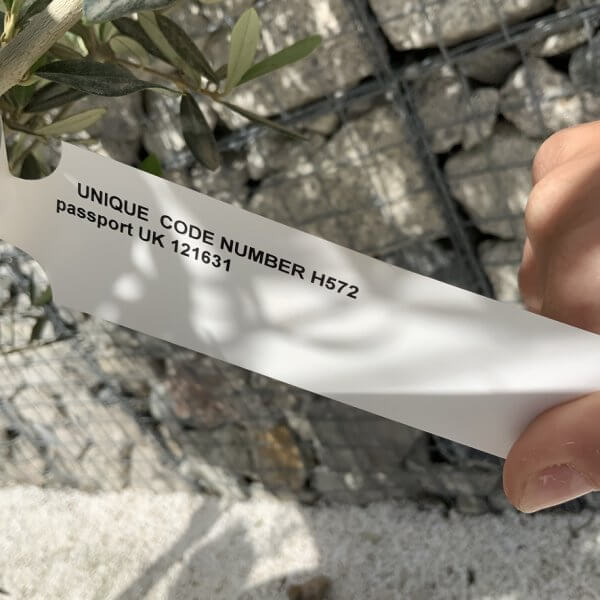 UNIQUE CODE NUMBER H572
passport UK 121631